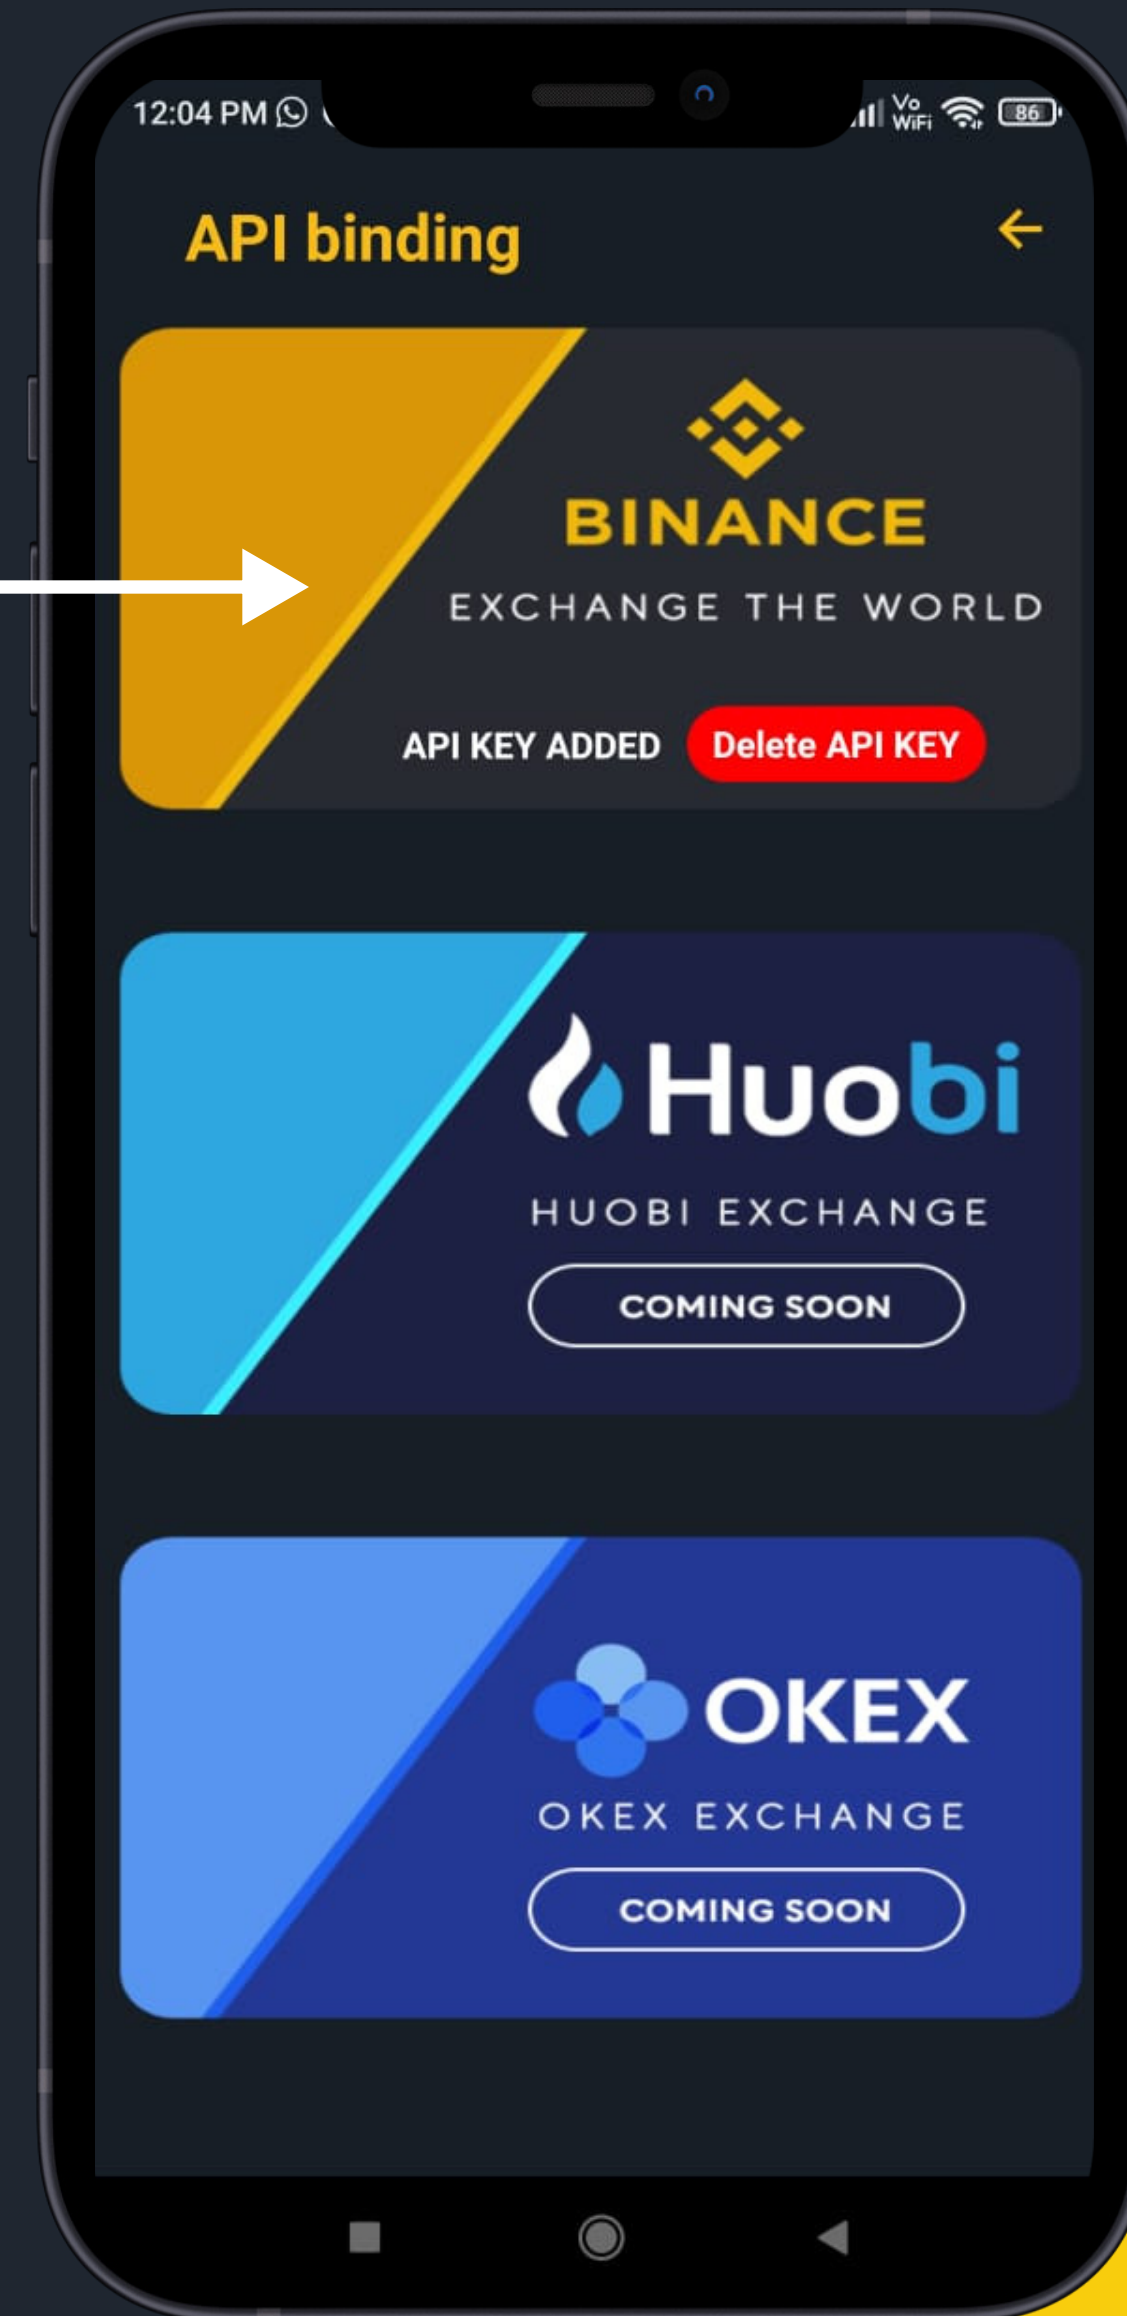 12:04 PM
Vo
WiFi
86
API binding
BINANCE
EXCHANGE THE WORLD
API KEY ADDED Delete API KEY
Huobi
HUOBI EXCHANGE
COMING SOON
OKEX
OKEX EXCHANGE
COMING SOON